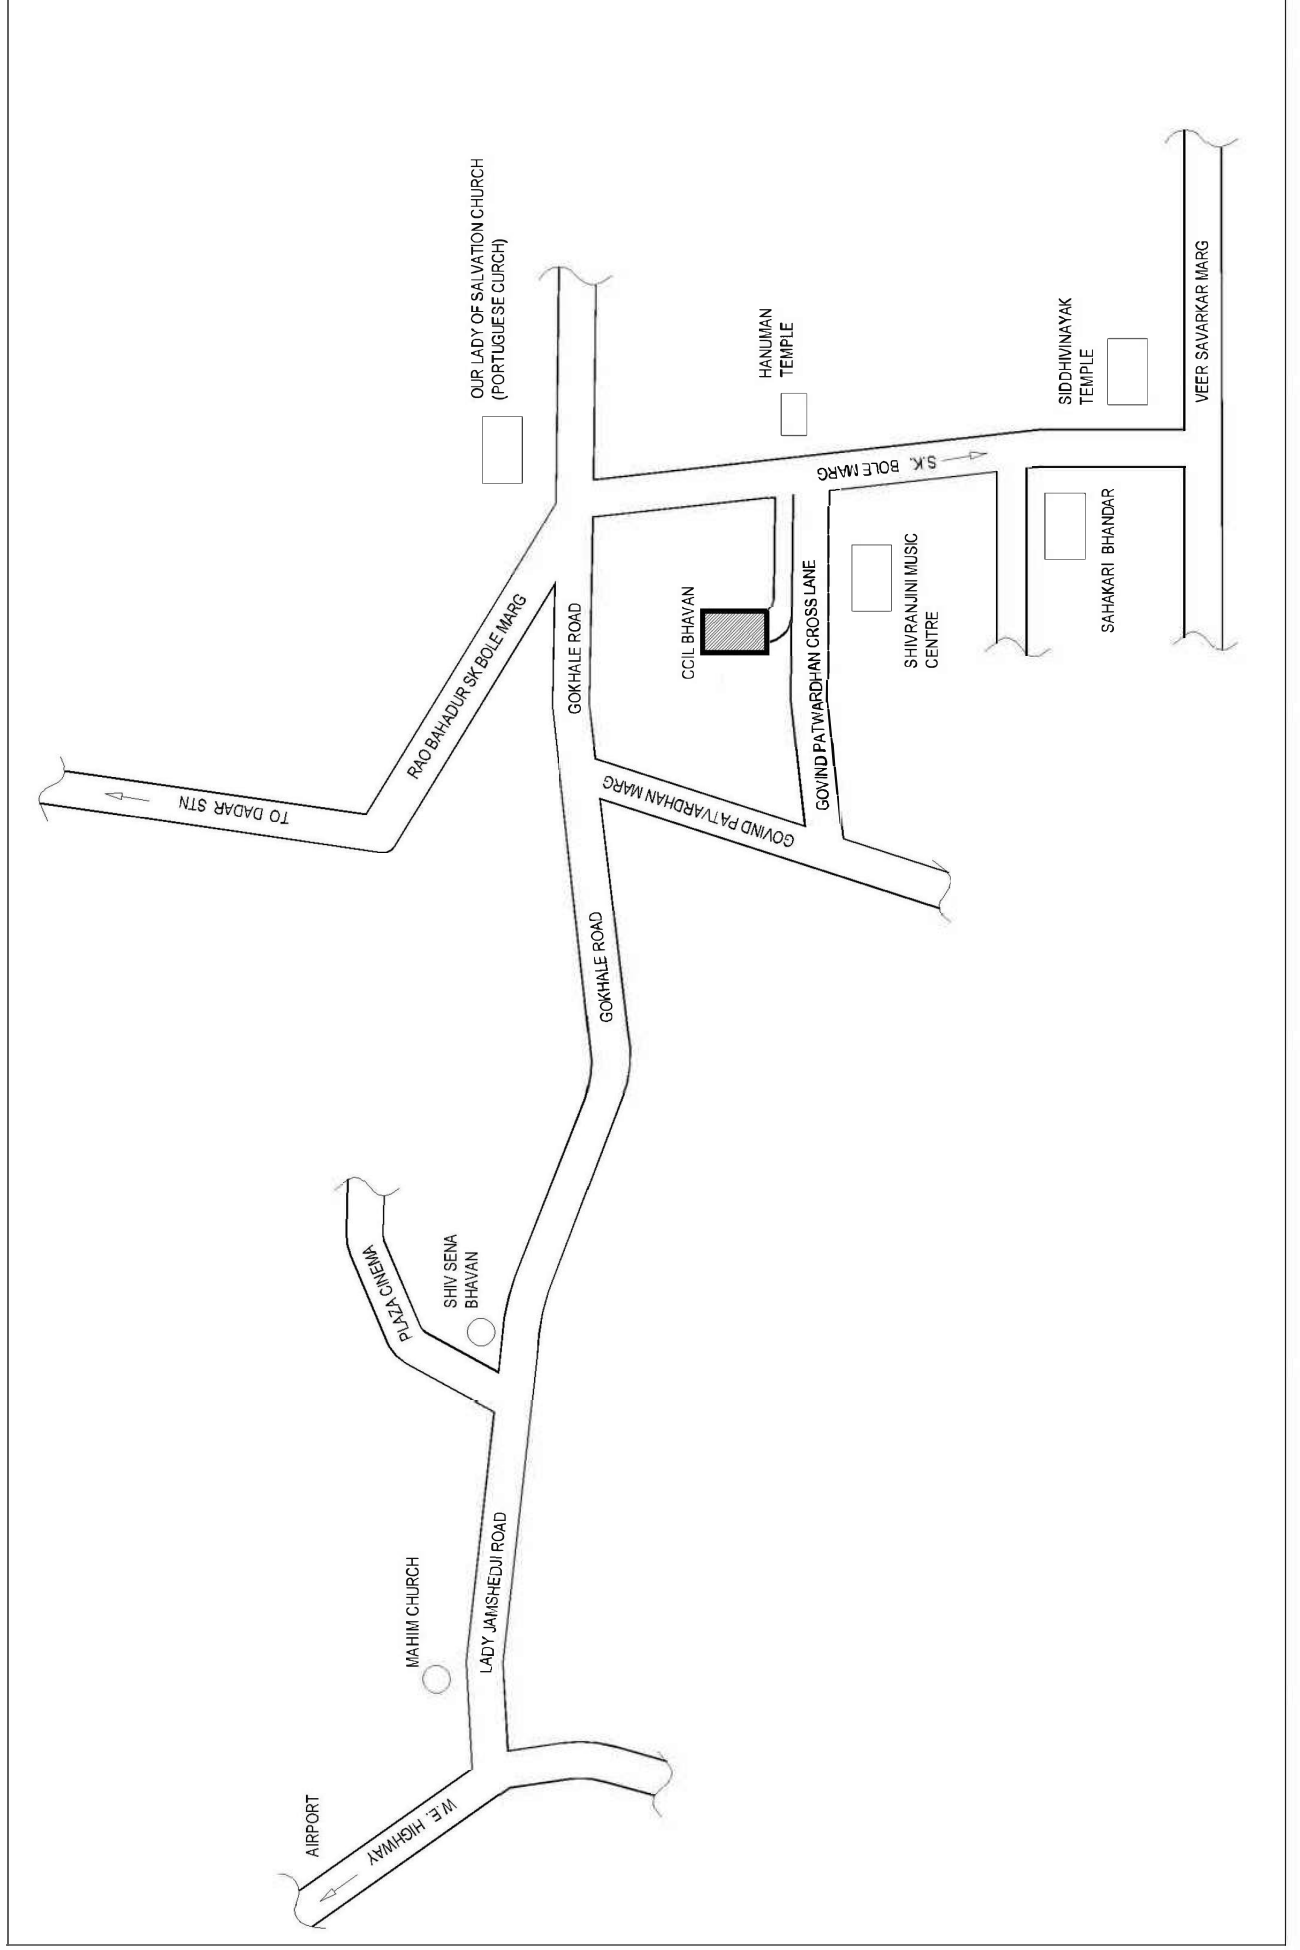 OUR LADY OF SALVATION CHURCH
(PORTUGUESE CURCH)
HANUMAN
TEMPLE
SIDDHIVINAYAK
TEMPLE
VEER SAVARKAR MARG
S.K. BOLE MARG
SAHAKARI BHANDAR
SHIVRANJINI MUSIC
CENTRE
GOVIND PATWARDHAN CROSS LANE
CCIL BHAVAN
GOKHALE ROAD
RAO BAHADUR SK BOLE MARG
TO DADAR STN
GOVIND PATVARDHAN MARG
GOKHALE ROAD
PLAZA CINEMA
SHIV SENA
BHAVAN
LADY JAMSHEDJI ROAD
MAHIM CHURCH
AIRPORT
W.E. HIGHWAY